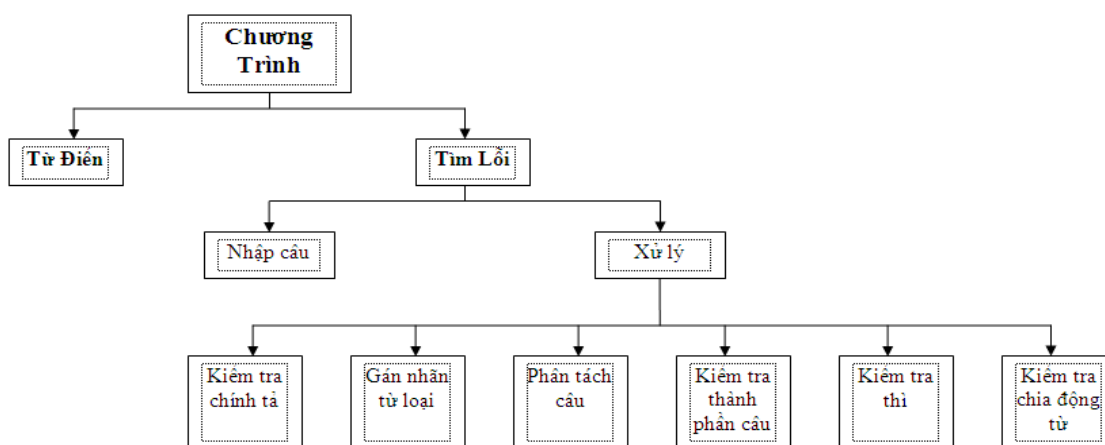 Chương
Trình
Từ Điển
Tìm Lỗi
Nhập câu
Xử lý
Kiểm tra
chính tả
Gán nhãn
từ loại
Phân tách
câu
Kiểm tra
thành
phần câu
Kiểm tra
thì
Kiểm tra
chia động
từ